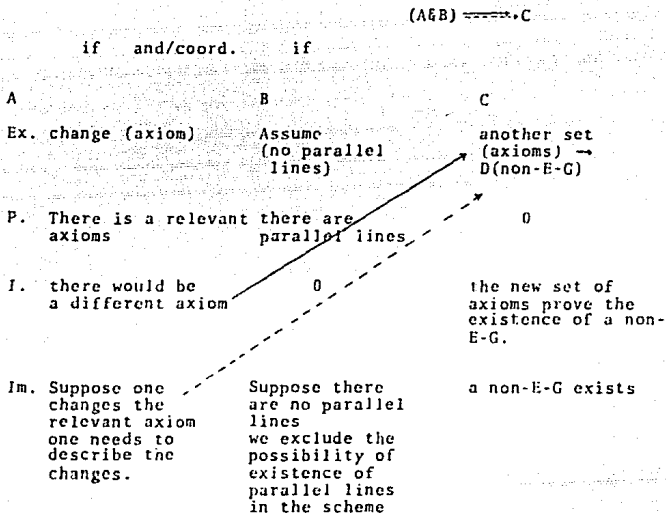 (A&B) =====→ C
if and/coord. if
A B C
Ex. change (axiom) Assume another set
(no parallel (axioms) →
lines) D(non-E-G)
P. There is a relevant there are 0
axioms parallel lines
I. there would be 0 the new set of
a different axiom axioms prove the
existence of a non-
E-G.
Im. Suppose one Suppose there a non-E-G exists
changes the are no parallel
relevant axiom lines
one needs to we exclude the
describe the possibility of
changes. existence of
parallel lines
in the scheme